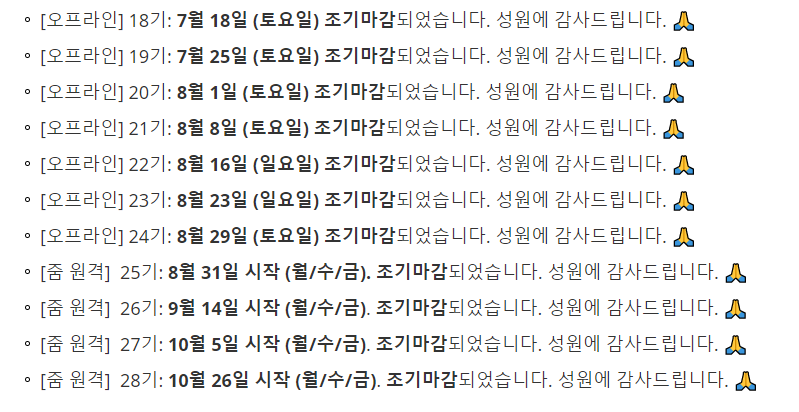 [오프라인] 18기: 7월 18일 (토요일) 조기마감되었습니다. 성원에 감사드립니다. 🙏
[오프라인] 19기: 7월 25일 (토요일) 조기마감되었습니다. 성원에 감사드립니다. 🙏
[오프라인] 20기: 8월 1일 (토요일) 조기마감되었습니다. 성원에 감사드립니다. 🙏
[오프라인] 21기: 8월 8일 (토요일) 조기마감되었습니다. 성원에 감사드립니다. 🙏
[오프라인] 22기: 8월 16일 (일요일) 조기마감되었습니다. 성원에 감사드립니다. 🙏
[오프라인] 23기: 8월 23일 (일요일) 조기마감되었습니다. 성원에 감사드립니다. 🙏
[오프라인] 24기: 8월 29일 (토요일) 조기마감되었습니다. 성원에 감사드립니다. 🙏
[줌 원격] 25기: 8월 31일 시작 (월/수/금). 조기마감되었습니다. 성원에 감사드립니다. 🙏
[줌 원격] 26기: 9월 14일 시작 (월/수/금). 조기마감되었습니다. 성원에 감사드립니다. 🙏
[줌 원격] 27기: 10월 5일 시작 (월/수/금). 조기마감되었습니다. 성원에 감사드립니다. 🙏
[줌 원격] 28기: 10월 26일 시작 (월/수/금). 조기마감되었습니다. 성원에 감사드립니다. 🙏